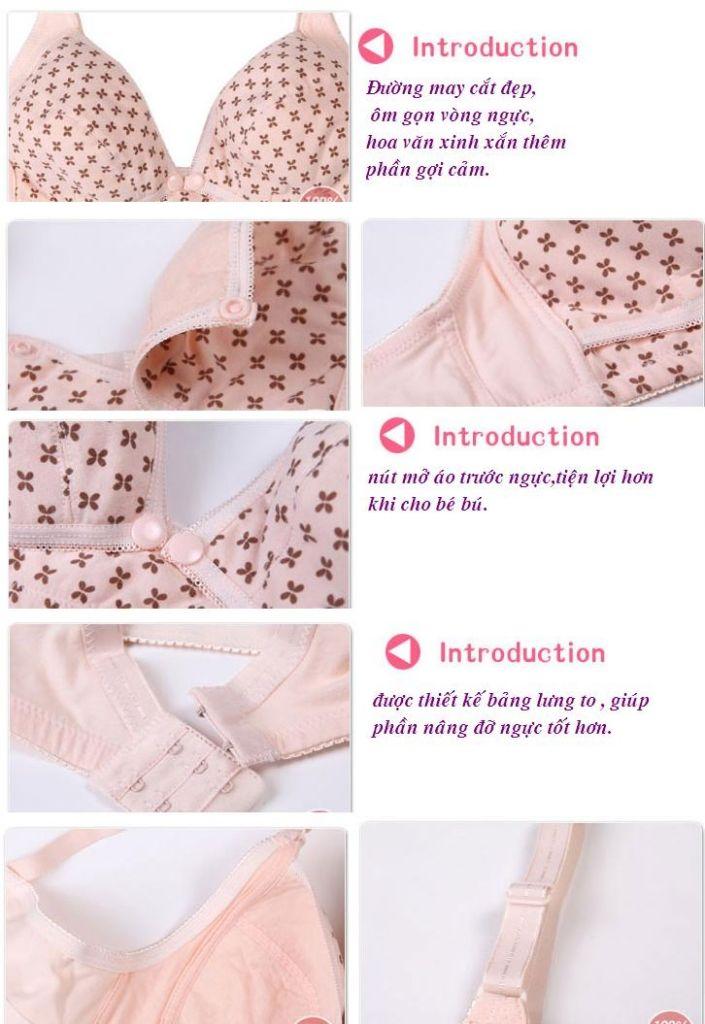 Introduction
Đường may cắt đẹp,
ôm gọn vòng ngực,
hoa văn xinh xắn thêm
phần gợi cảm.
Introduction
nút mở áo trước ngực,tiện lợi hơn
khi cho bé bú.
Introduction
được thiết kế bảng lưng to , giúp
phần nâng đỡ ngực tốt hơn.